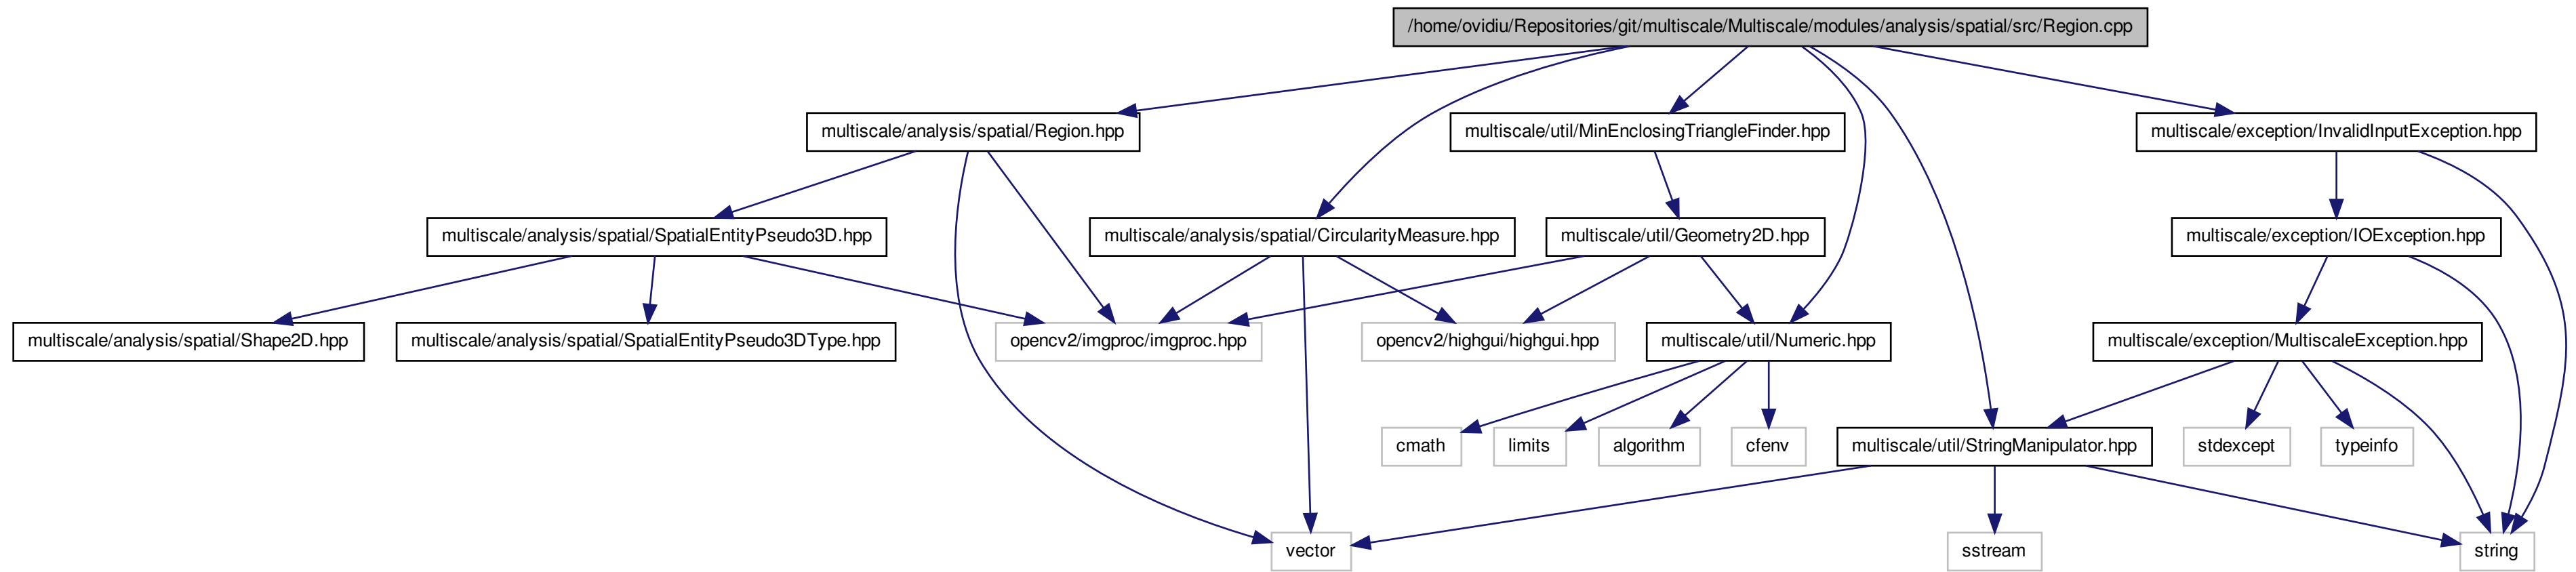 /home/ovidiu/Repositories/git/multiscale/Multiscale/modules/analysis/spatial/src/Region.cpp
multiscale/analysis/spatial/Region.hpp
multiscale/util/MinEnclosingTriangleFinder.hpp
multiscale/exception/InvalidInputException.hpp
multiscale/analysis/spatial/SpatialEntityPseudo3D.hpp
multiscale/analysis/spatial/CircularityMeasure.hpp
multiscale/util/Geometry2D.hpp
multiscale/exception/IOException.hpp
multiscale/analysis/spatial/Shape2D.hpp
multiscale/analysis/spatial/SpatialEntityPseudo3DType.hpp
opencv2/imgproc/imgproc.hpp
opencv2/highgui/highgui.hpp
multiscale/util/Numeric.hpp
multiscale/exception/MultiscaleException.hpp
cmath
limits
algorithm
cfenv
multiscale/util/StringManipulator.hpp
stdexcept
typeinfo
vector
sstream
string